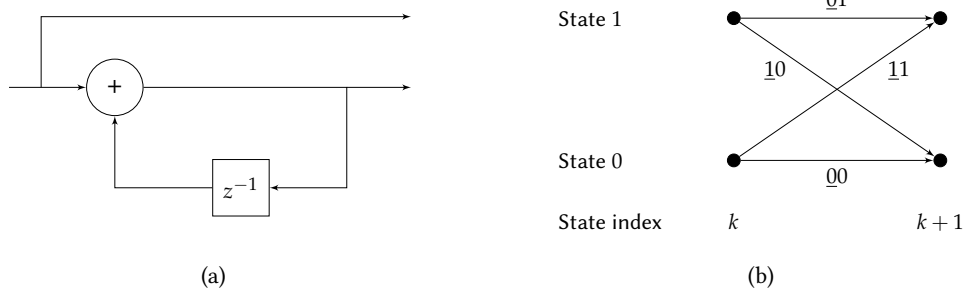 +
z⁻¹
(a)
State 1
01
10
11
State 0
00
State index
k
k + 1
(b)